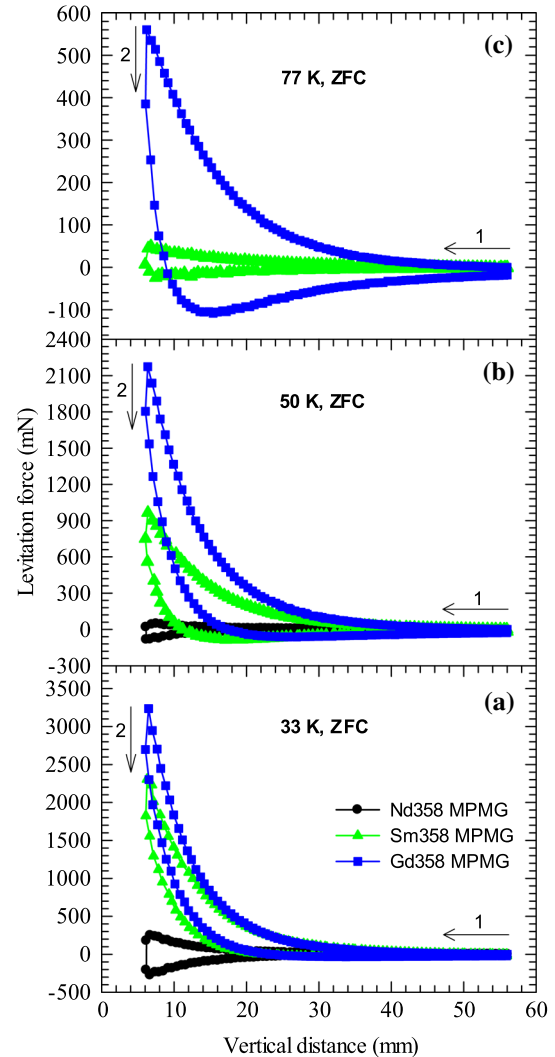 600
(c)
2
77 K, ZFC
500
400
300
200
100
1
0
-100
2400
(b)
2100
2
50 K, ZFC
1800
1500
1200
900
600
300
1
0
-300
Levitation force (mN)
3500
(a)
2
33 K, ZFC
3000
2500
2000
Nd358 MPMG
1500
Sm358 MPMG
1000
Gd358 MPMG
500
1
0
-500
0 10 20 30 40 50 60
Vertical distance (mm)